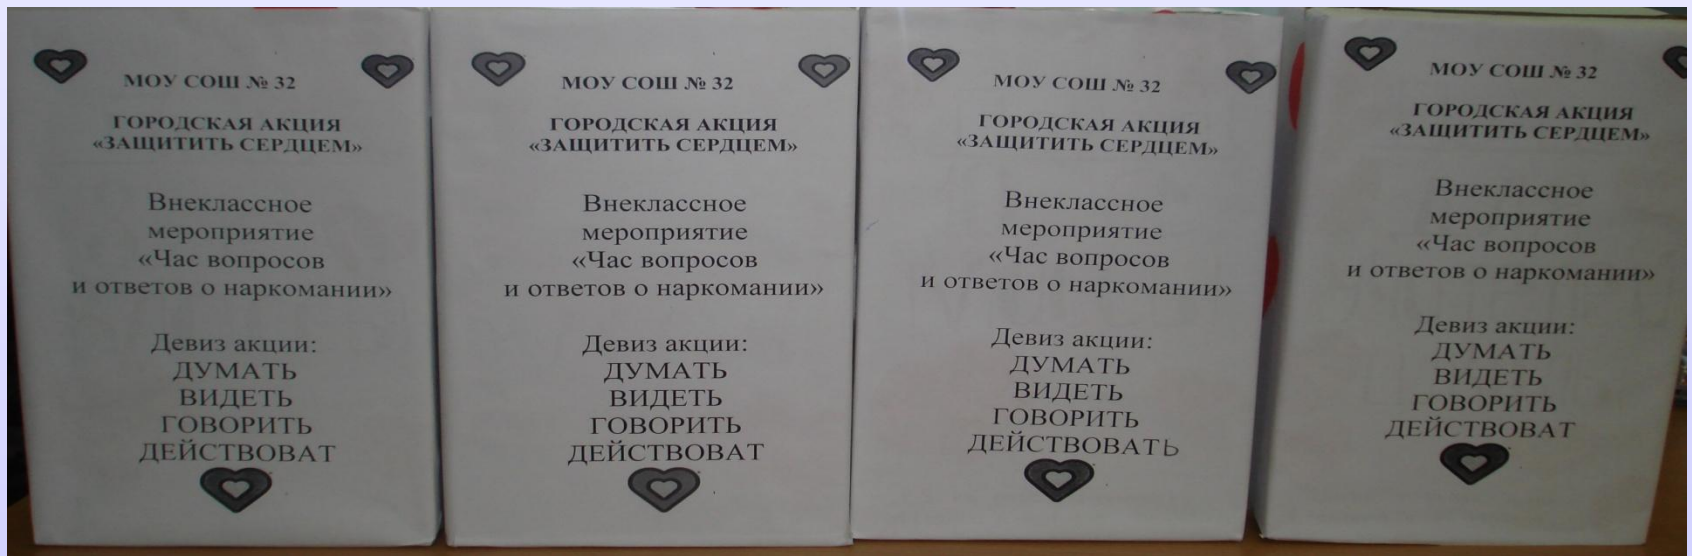 МОУ СОШ № 32
ГОРОДСКАЯ АКЦИЯ
«ЗАЩИТИТЬ СЕРДЦЕМ»
Внеклассное
мероприятие
«Час вопросов
и ответов о наркомании»
Девиз акции:
ДУМАТЬ
ВИДЕТЬ
ГОВОРИТЬ
ДЕЙСТВОВАТ
МОУ СОШ № 32
ГОРОДСКАЯ АКЦИЯ
«ЗАЩИТИТЬ СЕРДЦЕМ»
Внеклассное
мероприятие
«Час вопросов
и ответов о наркомании»
Девиз акции:
ДУМАТЬ
ВИДЕТЬ
ГОВОРИТЬ
ДЕЙСТВОВАТ
МОУ СОШ № 32
ГОРОДСКАЯ АКЦИЯ
«ЗАЩИТИТЬ СЕРДЦЕМ»
Внеклассное
мероприятие
«Час вопросов
и ответов о наркомании»
Девиз акции:
ДУМАТЬ
ВИДЕТЬ
ГОВОРИТЬ
ДЕЙСТВОВАТЬ
МОУ СОШ № 32
ГОРОДСКАЯ АКЦИЯ
«ЗАЩИТИТЬ СЕРДЦЕМ»
Внеклассное
мероприятие
«Час вопросов
и ответов о наркомании»
Девиз акции:
ДУМАТЬ
ВИДЕТЬ
ГОВОРИТЬ
ДЕЙСТВОВАТ